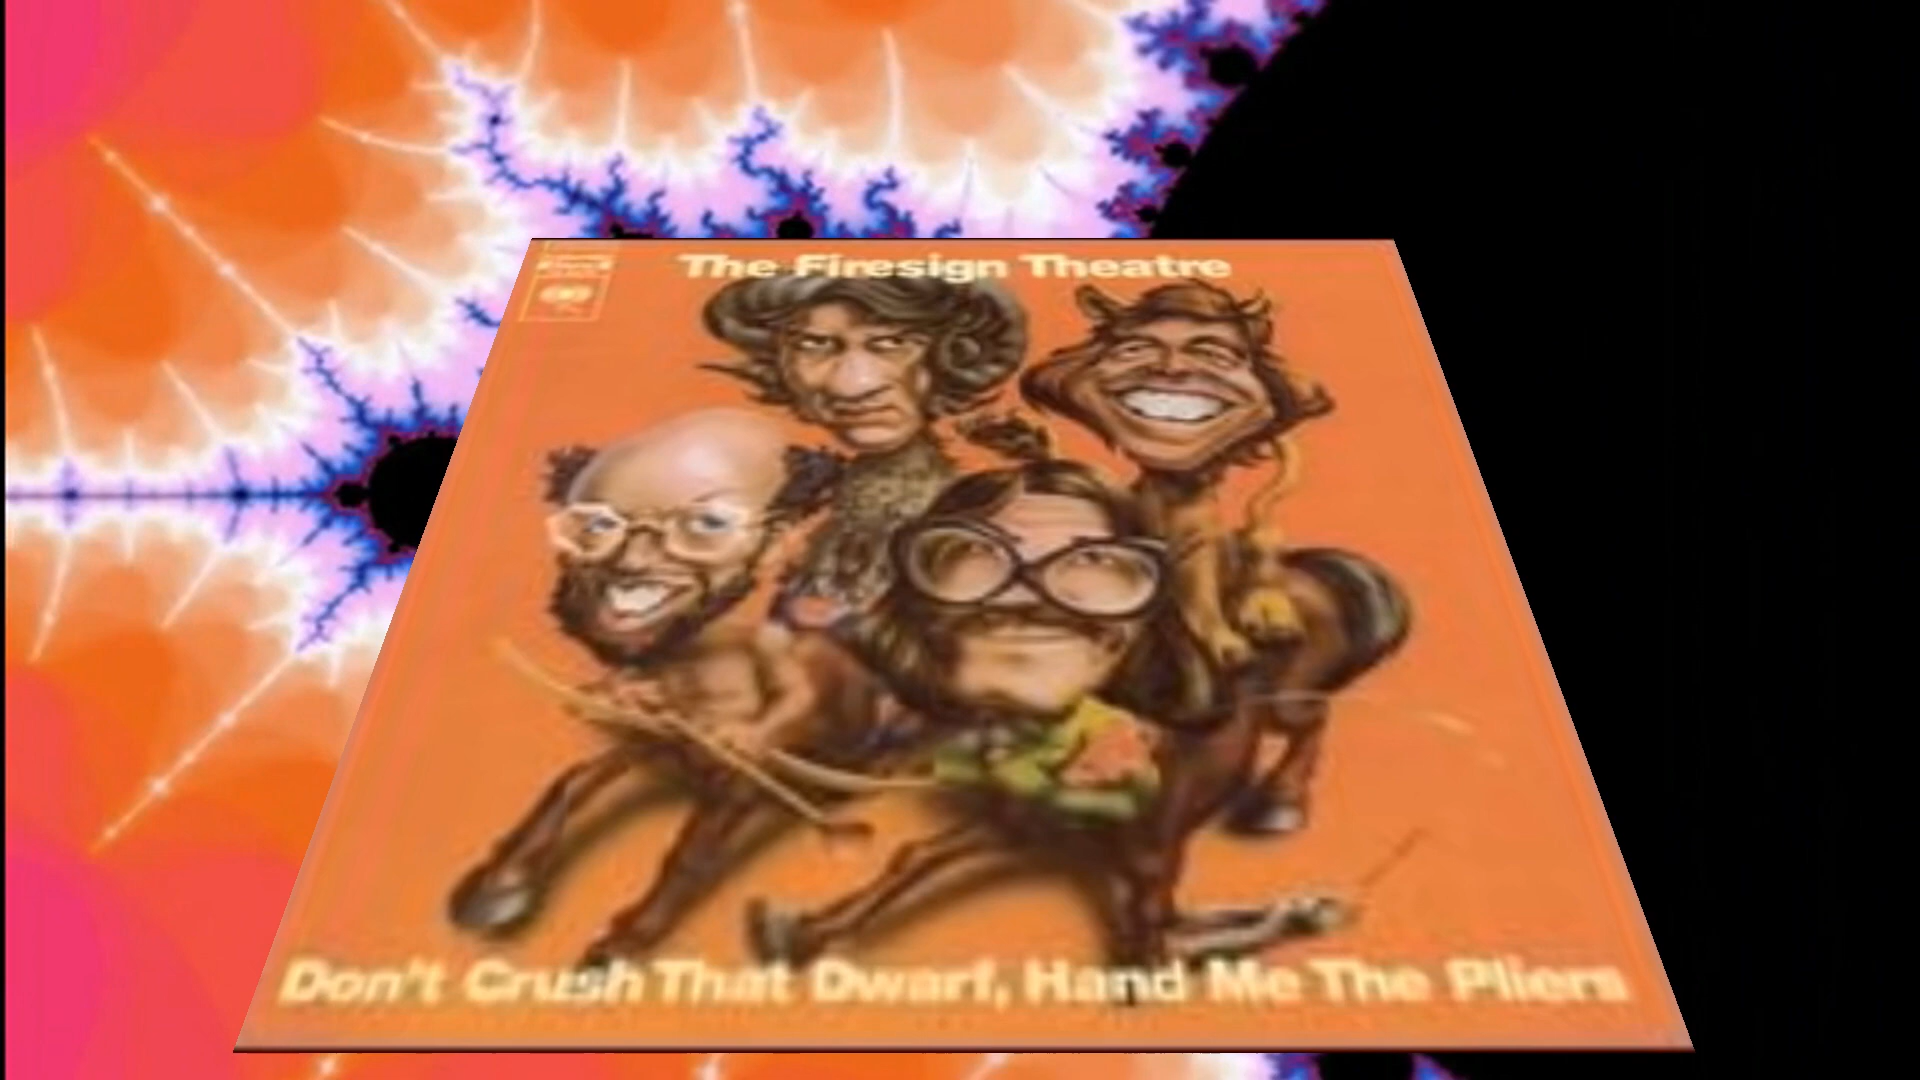 The Firesign Theatre
Don't Crush That Dwarf, Hand Me The Pliers